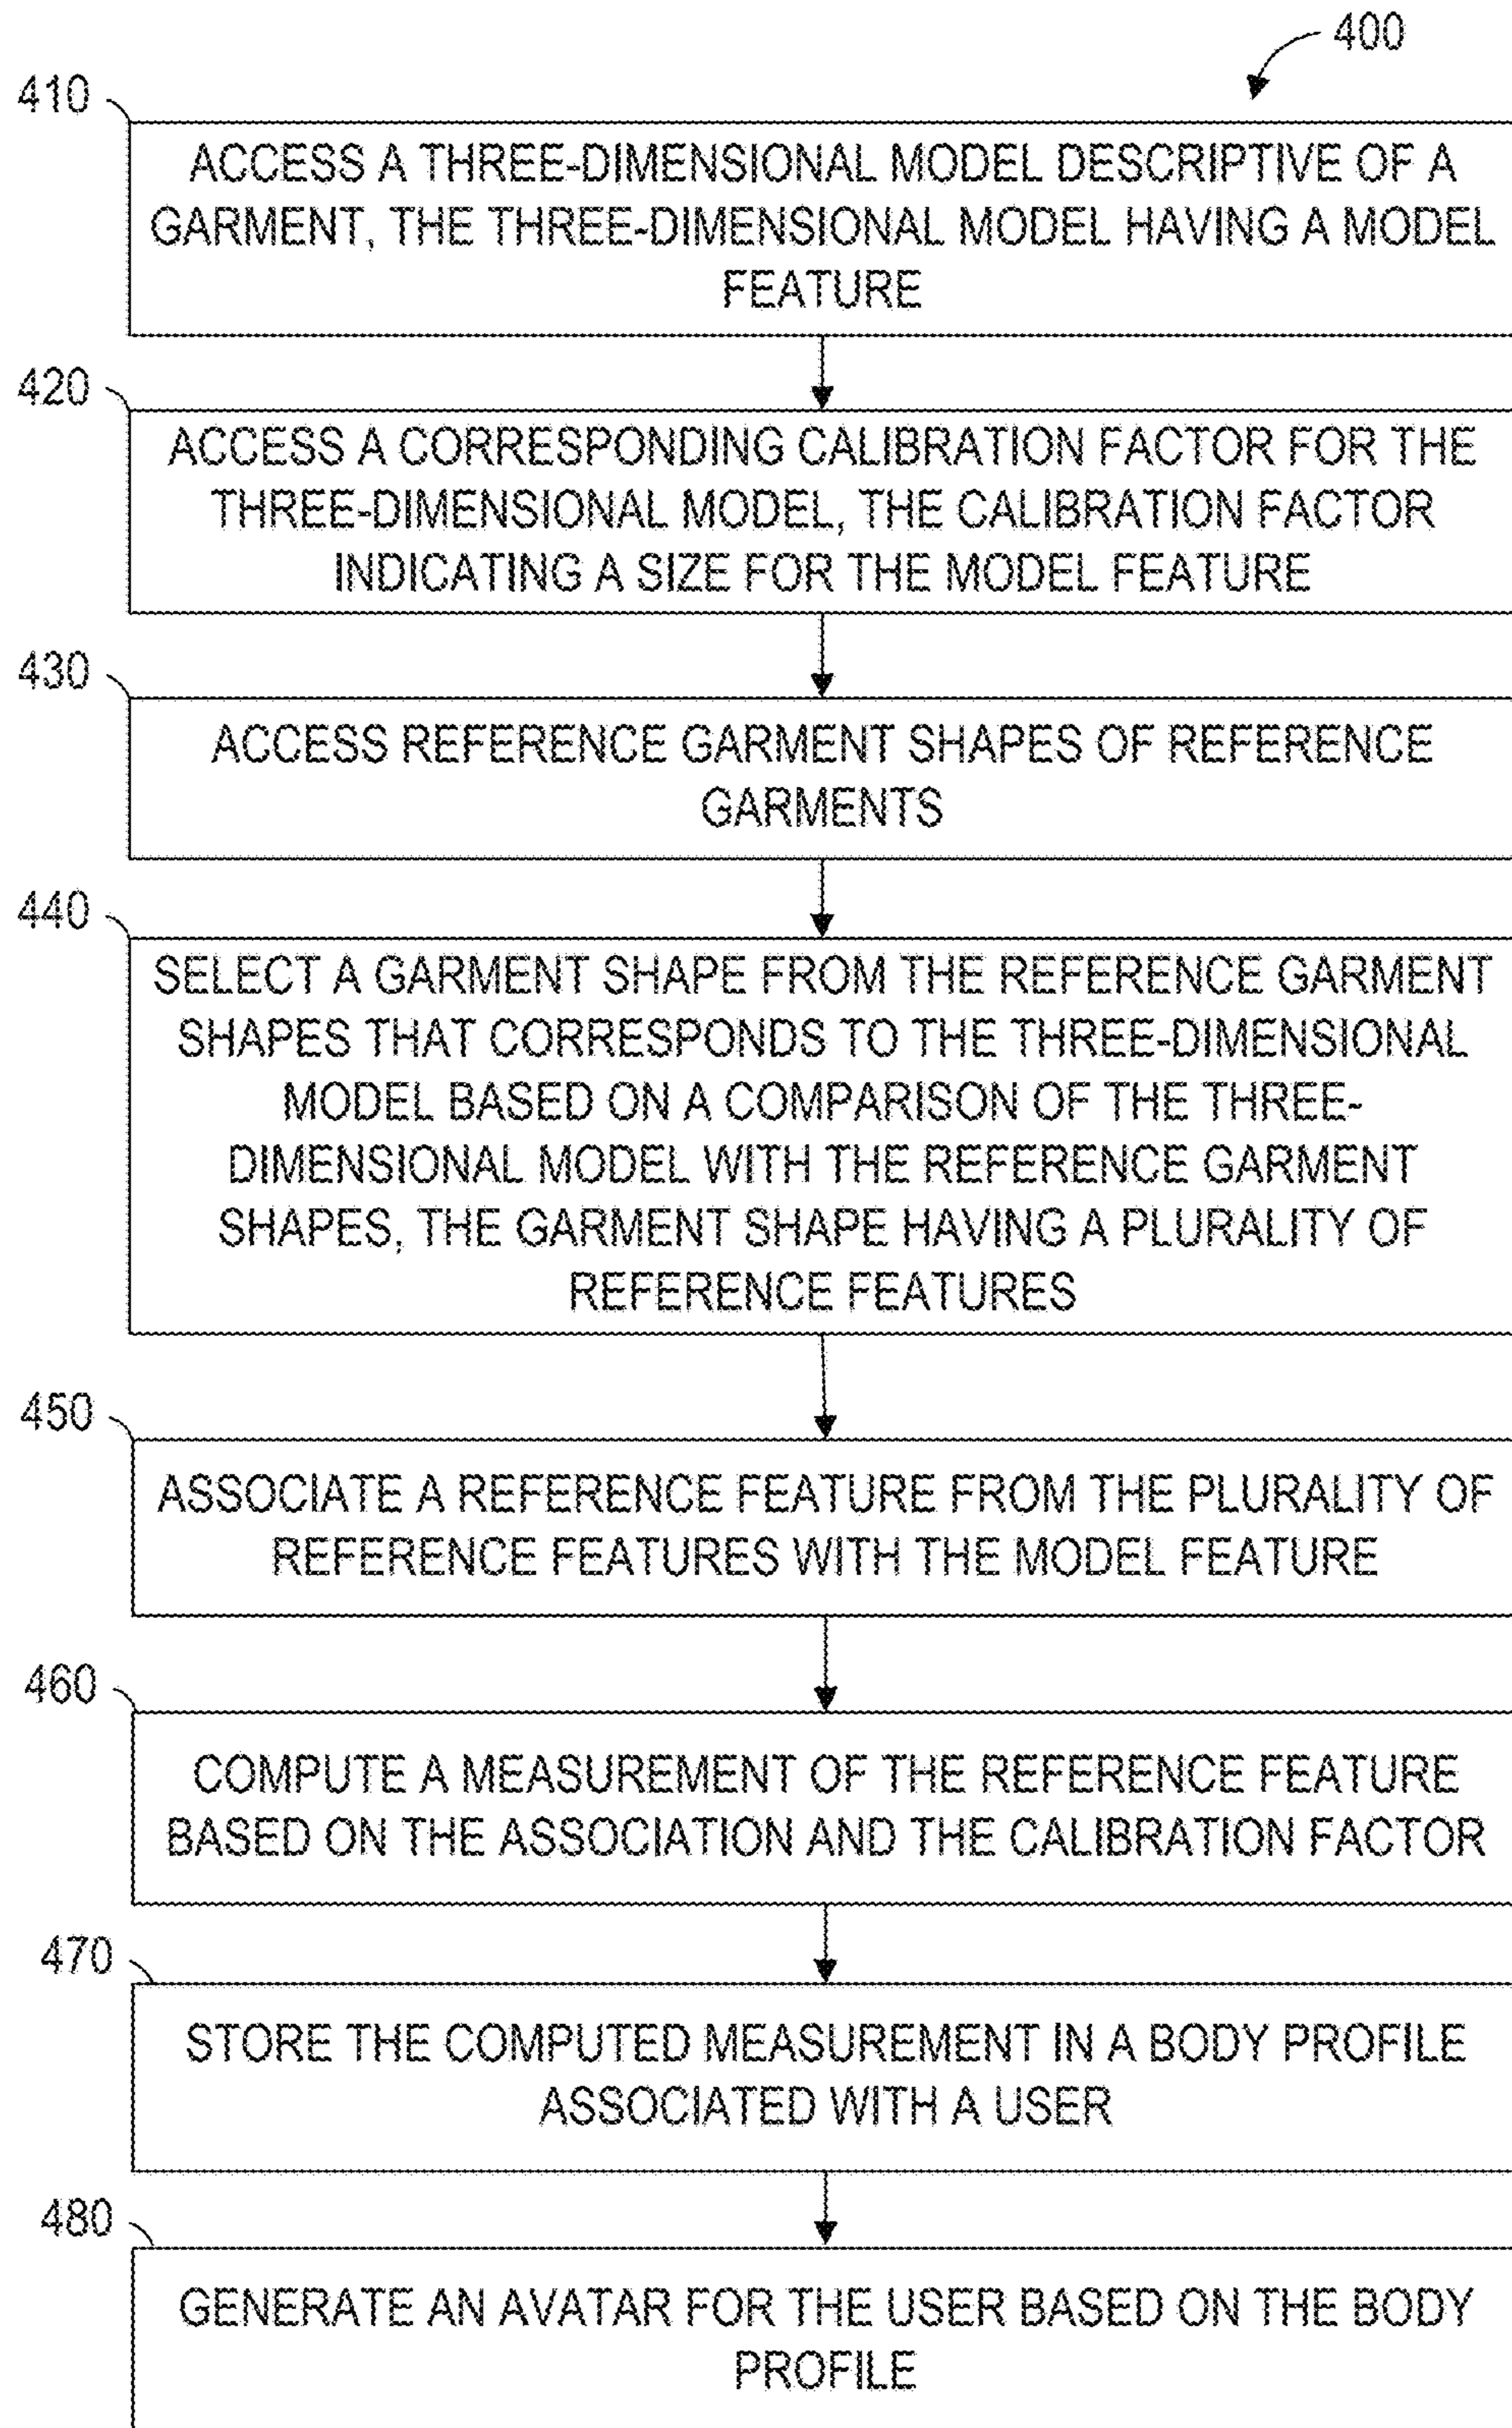 400
410
ACCESS A THREE-DIMENSIONAL MODEL DESCRIPTIVE OF A
GARMENT, THE THREE-DIMENSIONAL MODEL HAVING A MODEL
FEATURE
420
ACCESS A CORRESPONDING CALIBRATION FACTOR FOR THE
THREE-DIMENSIONAL MODEL, THE CALIBRATION FACTOR
INDICATING A SIZE FOR THE MODEL FEATURE
430
ACCESS REFERENCE GARMENT SHAPES OF REFERENCE
GARMENTS
440
SELECT A GARMENT SHAPE FROM THE REFERENCE GARMENT
SHAPES THAT CORRESPONDS TO THE THREE-DIMENSIONAL
MODEL BASED ON A COMPARISON OF THE THREE-
DIMENSIONAL MODEL WITH THE REFERENCE GARMENT
SHAPES, THE GARMENT SHAPE HAVING A PLURALITY OF
REFERENCE FEATURES
450
ASSOCIATE A REFERENCE FEATURE FROM THE PLURALITY OF
REFERENCE FEATURES WITH THE MODEL FEATURE
460
COMPUTE A MEASUREMENT OF THE REFERENCE FEATURE
BASED ON THE ASSOCIATION AND THE CALIBRATION FACTOR
470
STORE THE COMPUTED MEASUREMENT IN A BODY PROFILE
ASSOCIATED WITH A USER
480
GENERATE AN AVATAR FOR THE USER BASED ON THE BODY
PROFILE